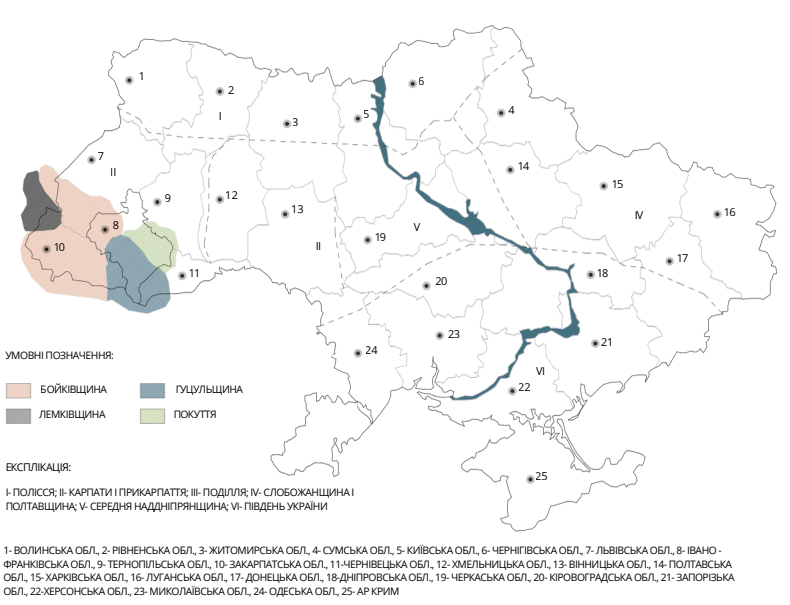 1
2
I
3
5
6
4
7
II
9
12
13
II
8
10
11
14
15
IV
16
17
18
19
V
20
21
VI
22
23
24
25
УМОВНІ ПОЗНАЧЕННЯ:
БОЙКІВЩИНА
ГУЦУЛЬЩИНА
ЛЕМКІВЩИНА
ПОКУТТЯ
ЕКСПЛІКАЦІЯ:
І- ПОЛІССЯ; ІІ- КАРПАТИ І ПРИКАРПАТТЯ; ІІІ- ПОДІЛЛЯ; IV- СЛОБОЖАНЩИНА І
ПОЛТАВЩИНА; V- СЕРЕДНЯ НАДДНІПРЯНЩИНА; VI- ПІВДЕНЬ УКРАЇНИ
1- ВОЛИНСЬКА ОБЛ., 2- РІВНЕНСЬКА ОБЛ., 3- ЖИТОМИРСЬКА ОБЛ., 4- СУМСЬКА ОБЛ., 5- КИЇВСЬКА ОБЛ., 6- ЧЕРНІГІВСЬКА ОБЛ., 7- ЛЬВІВСЬКА ОБЛ., 8- ІВАНО -
ФРАНКІВСЬКА ОБЛ., 9- ТЕРНОПІЛЬСЬКА ОБЛ., 10- ЗАКАРПАТСЬКА ОБЛ., 11-ЧЕРНІВЕЦЬКА ОБЛ., 12- ХМЕЛЬНИЦЬКА ОБЛ., 13- ВІННИЦЬКА ОБЛ., 14- ПОЛТАВСЬКА
ОБЛ., 15- ХАРКІВСЬКА ОБЛ., 16- ЛУГАНСЬКА ОБЛ., 17- ДОНЕЦЬКА ОБЛ., 18-ДНІПРОВСЬКА ОБЛ., 19- ЧЕРКАСЬКА ОБЛ., 20- КІРОВОГРАДСЬКА ОБЛ., 21- ЗАПОРІЗЬКА
ОБЛ., 22-ХЕРСОНСЬКА ОБЛ., 23- МИКОЛАЇВСЬКА ОБЛ., 24- ОДЕСЬКА ОБЛ., 25- АР КРИМ